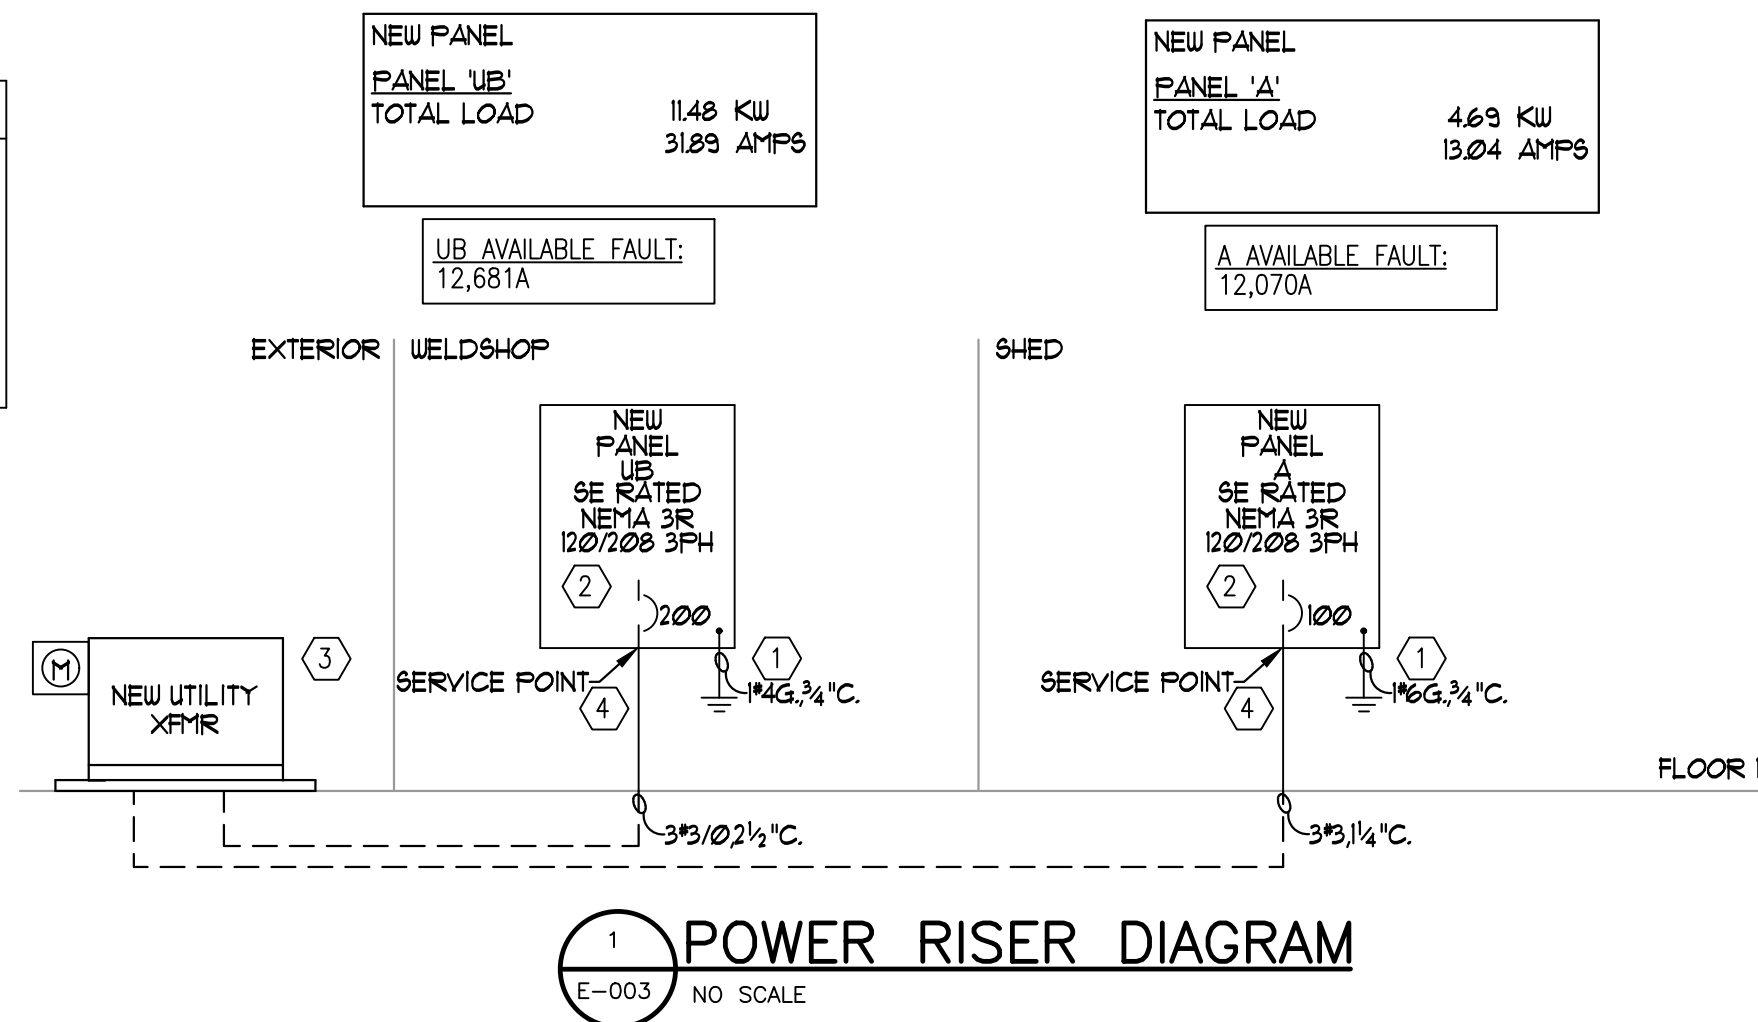 NEW PANEL
PANEL 'UB'
TOTAL LOAD 11.48 KW
31.89 AMPS
UB AVAILABLE FAULT:
12,681A
NEW PANEL
PANEL 'A'
TOTAL LOAD 4.69 KW
13.04 AMPS
A AVAILABLE FAULT:
12,070A
EXTERIOR
WELDSHOP
SHED
NEW
PANEL
UB
SE RATED
NEMA 3R
120/208 3PH
2
200
SERVICE POINT
4
1
1#4G.,¾"C.
NEW
PANEL
A
SE RATED
NEMA 3R
120/208 3PH
2
100
SERVICE POINT
4
1
1#6G.,¾"C.
M
NEW UTILITY
XFMR
3
FLOOR
3#3/0,2½"C.
3#3,1¼"C.
1
E-003
POWER RISER DIAGRAM
NO SCALE